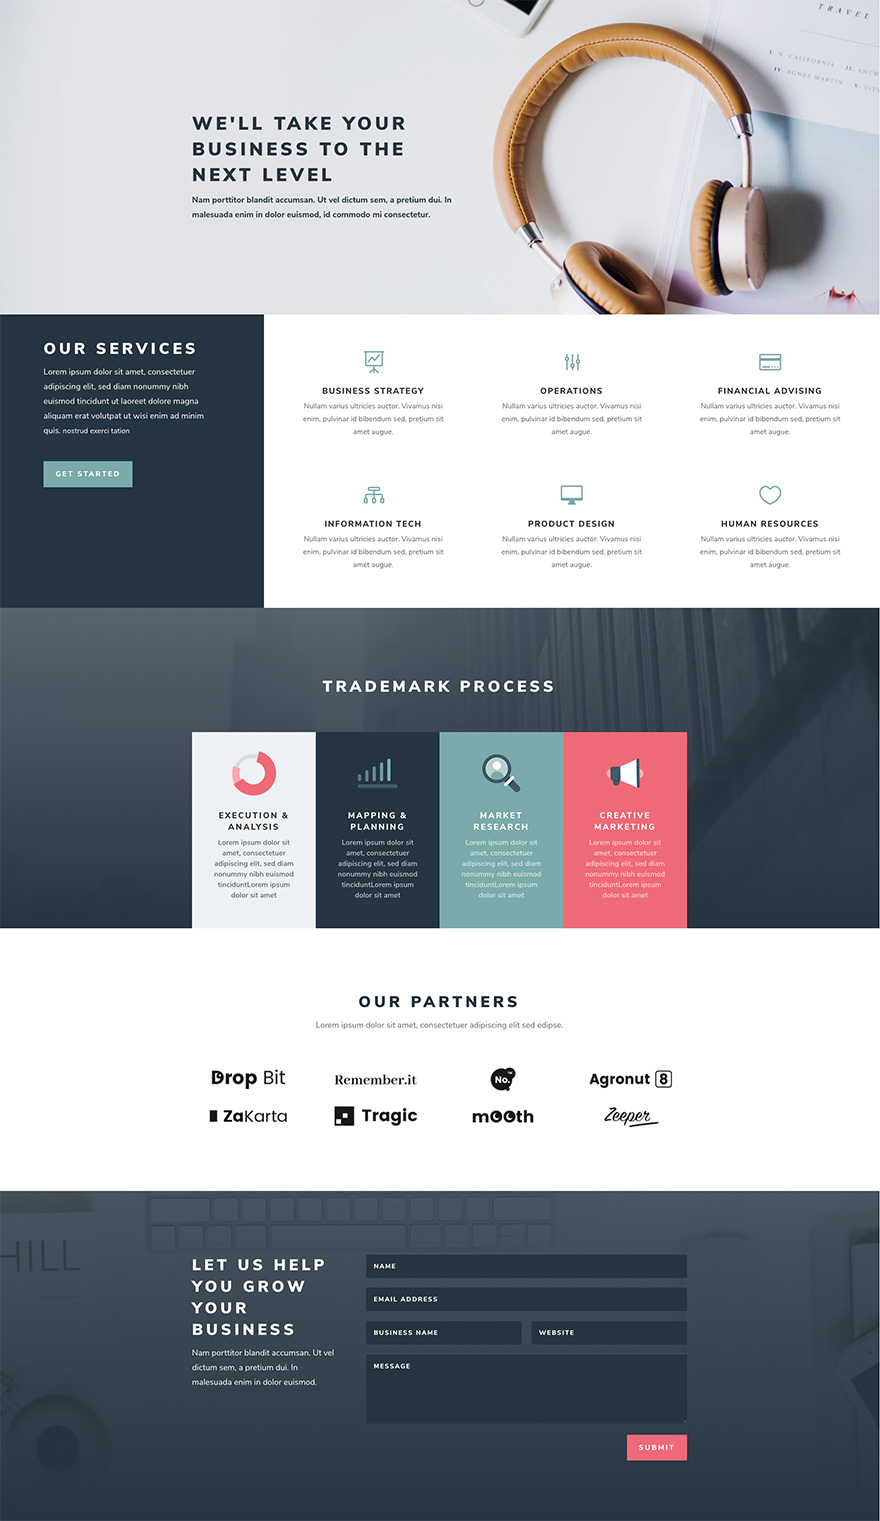 TRAVEL
I. N. CALIFORNIA II. ANTW
IV. AGNES MARTIN V.
WE'LL TAKE YOUR
BUSINESS TO THE
NEXT LEVEL
Nam porttitor blandit accumsan. Ut vel dictum sem, a pretium dui. In
malesuada enim in dolor euismod, id commodo mi consectetur.
OUR SERVICES
Lorem ipsum dolor sit amet, consectetuer
adipiscing elit, sed diam nonummy nibh
euismod tincidunt ut laoreet dolore magna
aliquam erat volutpat ut wisi enim ad minim
quis. nostrud exerci tation
GET STARTED
BUSINESS STRATEGY
Nullam varius ultricies auctor. Vivamus nisi
enim, pulvinar id bibendum sed, pretium sit
amet augue.
OPERATIONS
Nullam varius ultricies auctor. Vivamus nisi
enim, pulvinar id bibendum sed, pretium sit
amet augue.
FINANCIAL ADVISING
Nullam varius ultricies auctor. Vivamus nisi
enim, pulvinar id bibendum sed, pretium sit
amet augue.
INFORMATION TECH
Nullam varius ultricies auctor. Vivamus nisi
enim, pulvinar id bibendum sed, pretium sit
amet augue.
PRODUCT DESIGN
Nullam varius ultricies auctor. Vivamus nisi
enim, pulvinar id bibendum sed, pretium sit
amet augue.
HUMAN RESOURCES
Nullam varius ultricies auctor. Vivamus nisi
enim, pulvinar id bibendum sed, pretium sit
amet augue.
TRADEMARK PROCESS
EXECUTION &
ANALYSIS
Lorem ipsum dolor sit
amet, consectetuer
adipiscing elit, sed diam
nonummy nibh euismod
tinciduntLorem ipsum
dolor sit amet
MAPPING &
PLANNING
Lorem ipsum dolor sit
amet, consectetuer
adipiscing elit, sed diam
nonummy nibh euismod
tinciduntLorem ipsum
dolor sit amet
MARKET
RESEARCH
Lorem ipsum dolor sit
amet, consectetuer
adipiscing elit, sed diam
nonummy nibh euismod
tinciduntLorem ipsum
dolor sit amet
CREATIVE
MARKETING
Lorem ipsum dolor sit
amet, consectetuer
adipiscing elit, sed diam
nonummy nibh euismod
tinciduntLorem ipsum
dolor sit amet
OUR PARTNERS
Lorem ipsum dolor sit amet, consectetuer adipiscing elit sed edipse.
Drop Bit
Remember.it
No.
Agronut 8
ZaKarta
Tragic
mOOth
Zeeper
HILL
LET US HELP
YOU GROW
YOUR
BUSINESS
Nam porttitor blandit accumsan. Ut vel
dictum sem, a pretium dui. In
malesuada enim in dolor euismod.
NAME
EMAIL ADDRESS
BUSINESS NAME
WEBSITE
MESSAGE
SUBMIT